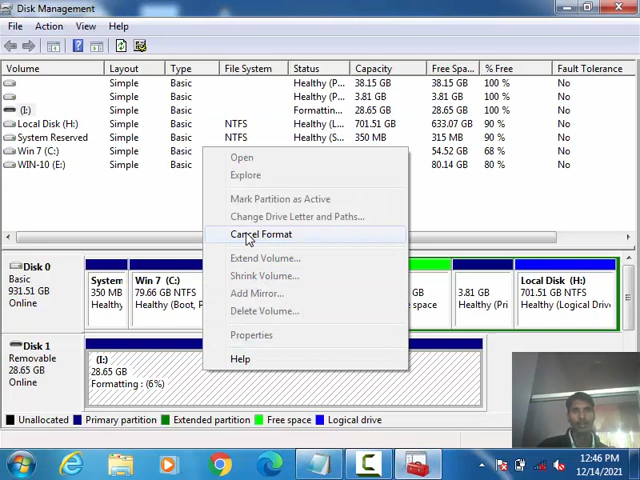 Disk Management
File Action View Help
Volume Layout Type File System Status Capacity Free Spa... % Free Fault Tolerance
Simple Basic Healthy (P... 38.15 GB 38.15 GB 100 % No
Simple Basic Healthy (P... 3.81 GB 3.81 GB 100 % No
(I:) Simple Basic Formattin... 28.65 GB 28.65 GB 100 % No
Local Disk (H:) Simple Basic NTFS Healthy (L... 701.51 GB 633.07 GB 90 % No
System Reserved Simple Basic NTFS Healthy (S... 350 MB 315 MB 90 % No
Win 7 (C:) Simple Basic 54.52 GB 68 % No
WIN-10 (E:) Simple Basic 80.14 GB 80 % No
Open
Explore
Mark Partition as Active
Change Drive Letter and Paths...
Cancel Format
Extend Volume...
Shrink Volume...
Add Mirror...
Delete Volume...
Properties
Help
Disk 0
Basic
931.51 GB
Online
System
350 MB
Healthy
Win 7 (C:)
79.66 GB NTFS
Healthy (Boot, P
space
3.81 GB
Healthy (Pri
Local Disk (H:)
701.51 GB NTFS
Healthy (Logical Drive
Disk 1
Removable
28.65 GB
Online
(I:)
28.65 GB
Formatting : (6%)
Unallocated Primary partition Extended partition Free space Logical drive
12:46 PM
12/14/2021